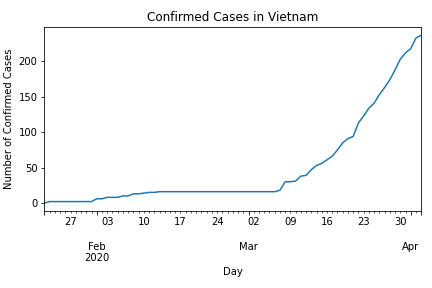 Confirmed Cases in Vietnam
Number of Confirmed Cases
200
150
100
50
0
27 03 10 17 24 02 09 16 23 30
Feb Mar Apr
2020
Day